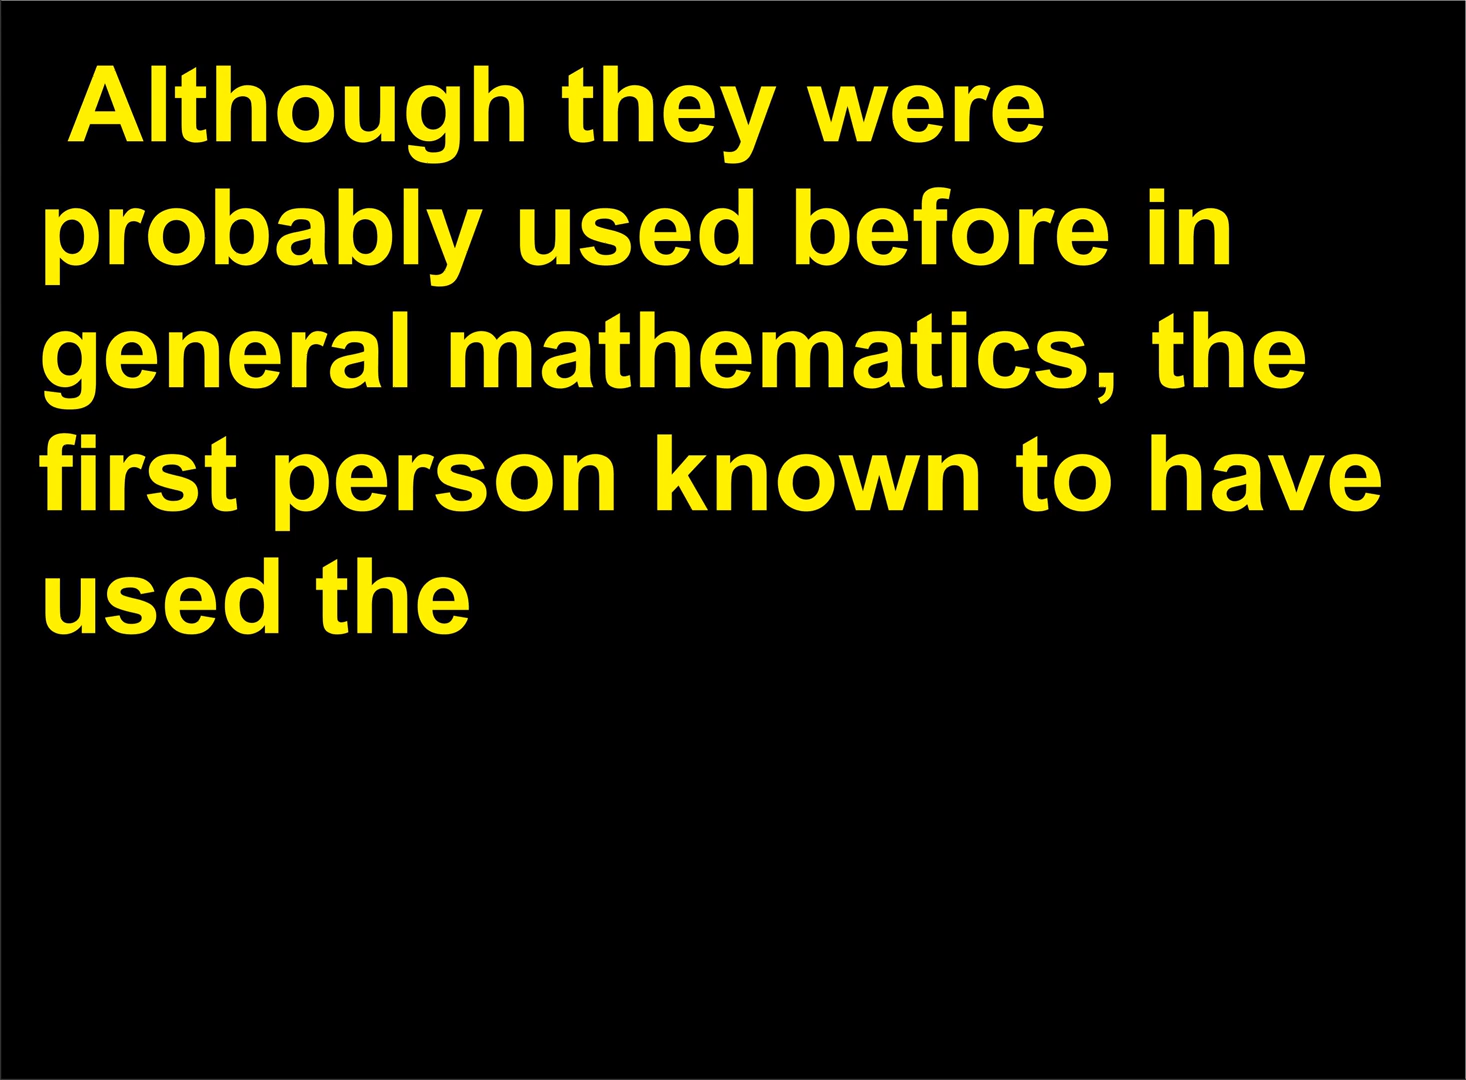 Although they were
probably used before in
general mathematics, the
first person known to have
used the